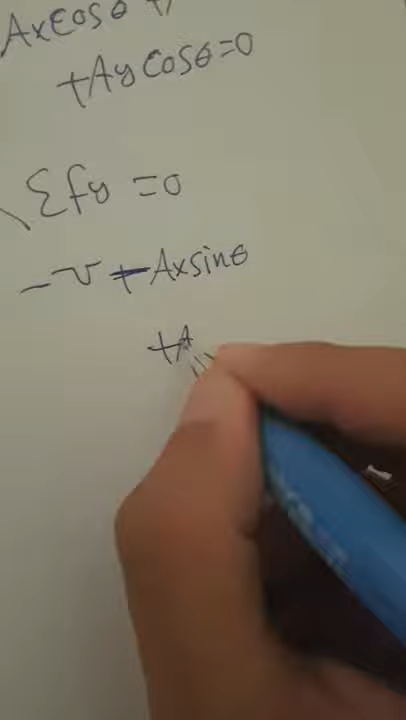 Axcosθ +
+Aycosθ=0
Σfy =0
-v+Axsinθ
+A